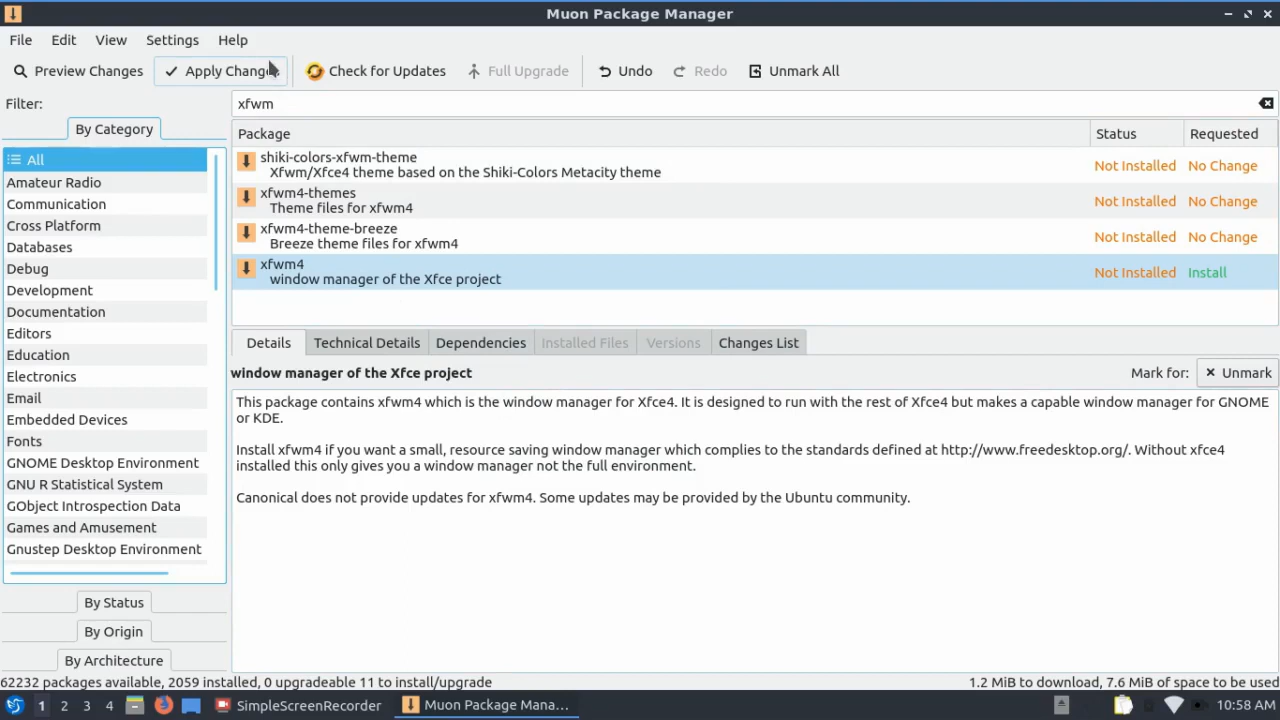 Muon Package Manager
File Edit View Settings Help
Preview Changes Apply Changes Check for Updates Full Upgrade Undo Redo Unmark All
Filter: xfwm
By Category
Package Status Requested
All
Amateur Radio
Communication
Cross Platform
Databases
Debug
Development
Documentation
Editors
Education
Electronics
Email
Embedded Devices
Fonts
GNOME Desktop Environment
GNU R Statistical System
GObject Introspection Data
Games and Amusement
Gnustep Desktop Environment
By Status
By Origin
By Architecture
shiki-colors-xfwm-theme
Xfwm/Xfce4 theme based on the Shiki-Colors Metacity theme
Not Installed No Change
xfwm4-themes
Theme files for xfwm4
Not Installed No Change
xfwm4-theme-breeze
Breeze theme files for xfwm4
Not Installed No Change
xfwm4
window manager of the Xfce project
Not Installed Install
Details Technical Details Dependencies Installed Files Versions Changes List
window manager of the Xfce project Mark for: Unmark
This package contains xfwm4 which is the window manager for Xfce4. It is designed to run with the rest of Xfce4 but makes a capable window manager for GNOME
or KDE.
Install xfwm4 if you want a small, resource saving window manager which complies to the standards defined at http://www.freedesktop.org/. Without xfce4
installed this only gives you a window manager not the full environment.
Canonical does not provide updates for xfwm4. Some updates may be provided by the Ubuntu community.
62232 packages available, 2059 installed, 0 upgradeable 11 to install/upgrade 1.2 MiB to download, 7.6 MiB of space to be used
1 2 3 4 SimpleScreenRecorder Muon Package Mana... 10:58 AM